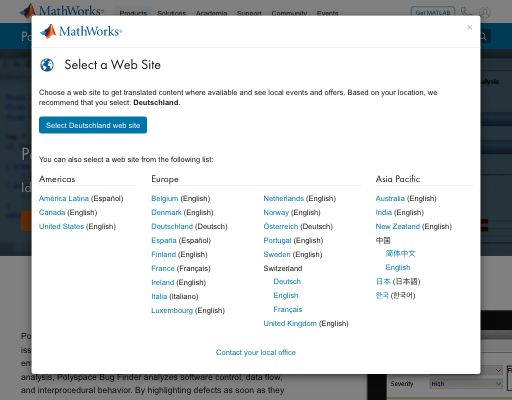 MathWorks®
Products Solutions Academia Support Community Events
Get MATLAB
MathWorks®
×
Select a Web Site
Choose a web site to get translated content where available and see local events and offers. Based on your location, we
recommend that you select: Deutschland.
Select Deutschland web site
You can also select a web site from the following list:
Americas
América Latina (Español)
Canada (English)
United States (English)
Europe
Belgium (English)
Denmark (English)
Deutschland (Deutsch)
España (Español)
Finland (English)
France (Français)
Ireland (English)
Italia (Italiano)
Luxembourg (English)
Netherlands (English)
Norway (English)
Österreich (Deutsch)
Portugal (English)
Sweden (English)
Switzerland
Deutsch
English
Français
United Kingdom (English)
Asia Pacific
Australia (English)
India (English)
New Zealand (English)
中国
简体中文
English
日本 (日本語)
한국 (한국어)
Contact your local office
analysis, Polyspace Bug Finder analyzes software control, data flow,
and interprocedural behavior. By highlighting defects as soon as they
Severity High